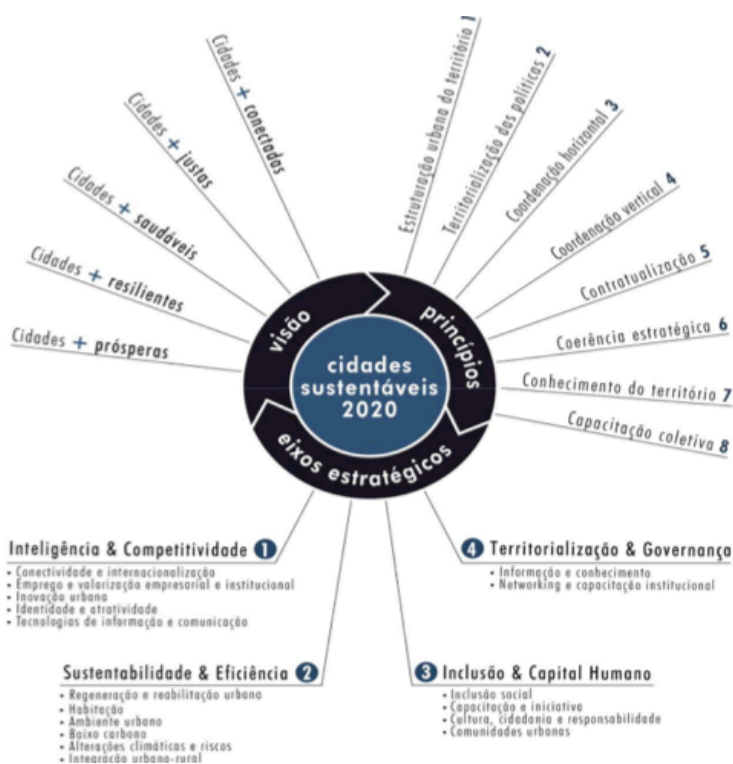 Cidades + conectadas
Cidades + justas
Cidades + saudáveis
Cidades + resilientes
Cidades + prósperas
Estruturação urbana do território 1
Territorialização das políticas 2
Coordenação horizontal 3
Coordenação vertical 4
Contratualização 5
Coerência estratégica 6
Conhecimento do território 7
Capacitação coletiva 8
visão
princípios
eixos estratégicos
cidades
sustentáveis
2020
Inteligência & Competitividade 1
• Conectividade e internacionalização
• Emprego e valorização empresarial e institucional
• Inovação urbana
• Identidade e atratividade
• Tecnologias de informação e comunicação
Sustentabilidade & Eficiência 2
• Regeneração e reabilitação urbana
• Habitação
• Ambiente urbano
• Baixo carbono
• Alterações climáticas e riscos
• Integração urbano-rural
3 Inclusão & Capital Humano
• Inclusão social
• Capacitação e iniciativa
• Cultura, cidadania e responsabilidade
• Comunidades urbanas
4 Territorialização & Governança
• Informação e conhecimento
• Networking e capacitação institucional